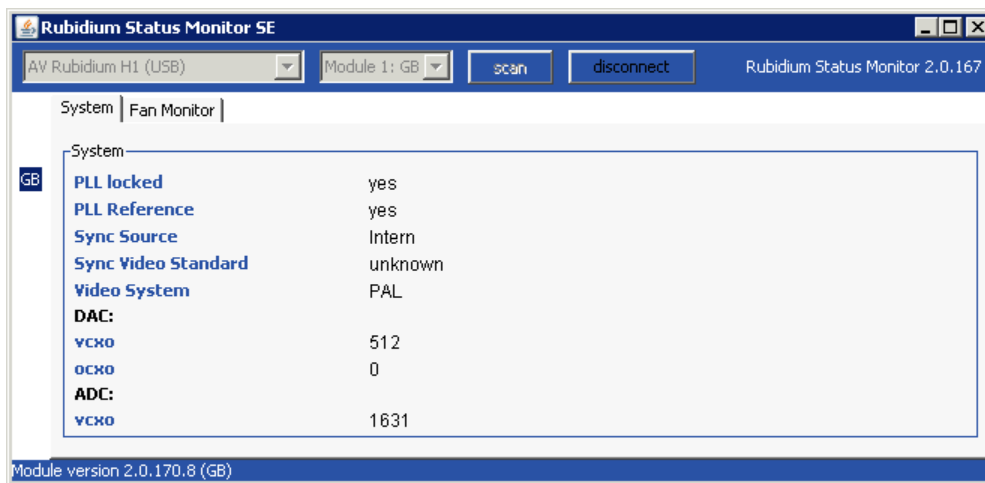 Rubidium Status Monitor SE
AV Rubidium H1 (USB) Module 1: GB scan disconnect Rubidium Status Monitor 2.0.167
System Fan Monitor
System
GB
PLL locked yes
PLL Reference yes
Sync Source Intern
Sync Video Standard unknown
Video System PAL
DAC:
vcxo 512
ocxo 0
ADC:
vcxo 1631
Module version 2.0.170.8 (GB)